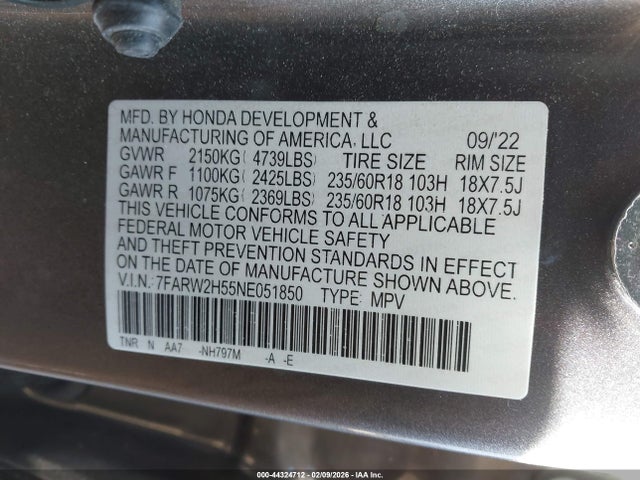 MFD. BY HONDA DEVELOPMENT &
MANUFACTURING OF AMERICA, LLC 09/'22
GVWR 2150KG(4739LBS) TIRE SIZE RIM SIZE
GAWR F 1100KG(2425LBS) 235/60R18 103H 18X7.5J
GAWR R 1075KG(2369LBS) 235/60R18 103H 18X7.5J
THIS VEHICLE CONFORMS TO ALL APPLICABLE
FEDERAL MOTOR VEHICLE SAFETY
AND THEFT PREVENTION STANDARDS IN EFFECT
ON THE DATE OF MANUFACTURE SHOWN ABOVE.
V.I.N.:7FARW2H55NE051850 TYPE: MPV
TNR N AA7 -NH797M -A -E
000-44324712 - 02/09/2026 - IAA Inc.